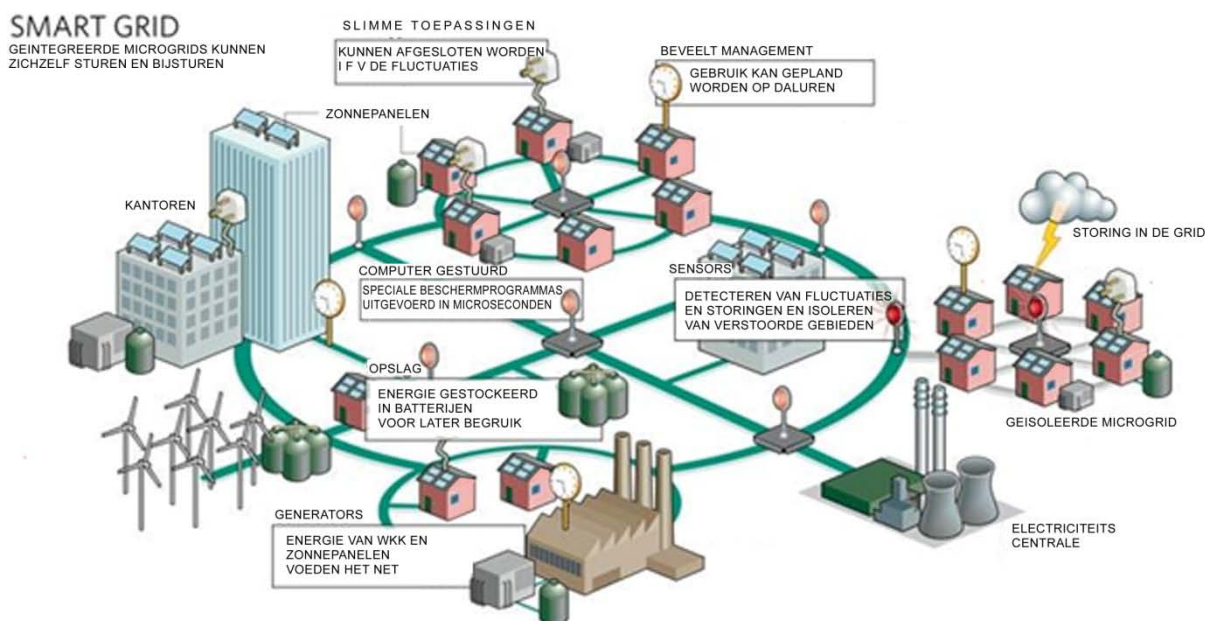 SMART GRID
GEINTEGREERDE MICROGRIDS KUNNEN
ZICHZELF STUREN EN BIJSTUREN
SLIMME TOEPASSINGEN
KUNNEN AFGESLOTEN WORDEN
I F V DE FLUCTUATIES
BEVEELT MANAGEMENT
GEBRUIK KAN GEPLAND
WORDEN OP DALUREN
ZONNEPANELEN
KANTOREN
STORING IN DE GRID
COMPUTER GESTUURD
SPECIALE BESCHERMPROGRAMMAS
UITGEVOERD IN MICROSECONDEN
SENSORS
DETECTEREN VAN FLUCTUATIES
EN STORINGEN EN ISOLEREN
VAN VERSTOORDE GEBIEDEN
OPSLAG
ENERGIE GESTOCKEERD
IN BATTERIJEN
VOOR LATER BEGRUIK
GEISOLEERDE MICROGRID
GENERATORS
ENERGIE VAN WKK EN
ZONNEPANELEN
VOEDEN HET NET
ELECTRICITEITS
CENTRALE